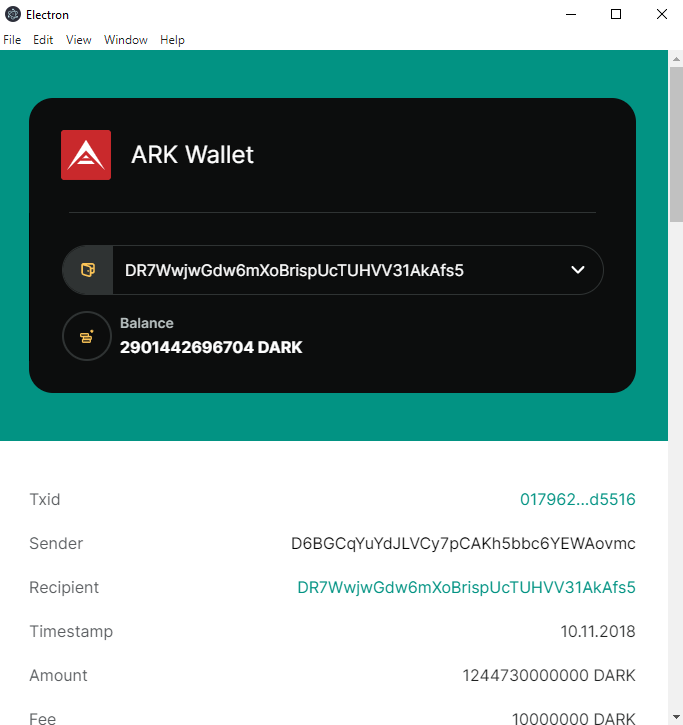 Electron
File Edit View Window Help
ARK Wallet
DR7WwjwGdw6mXoBrispUcTUHVV31AkAfs5
Balance
2901442696704 DARK
Txid 017962...d5516
Sender D6BGCqYuYdJLVCy7pCAKh5bbc6YEWAovmc
Recipient DR7WwjwGdw6mXoBrispUcTUHVV31AkAfs5
Timestamp 10.11.2018
Amount 1244730000000 DARK
Fee 10000000 DARK